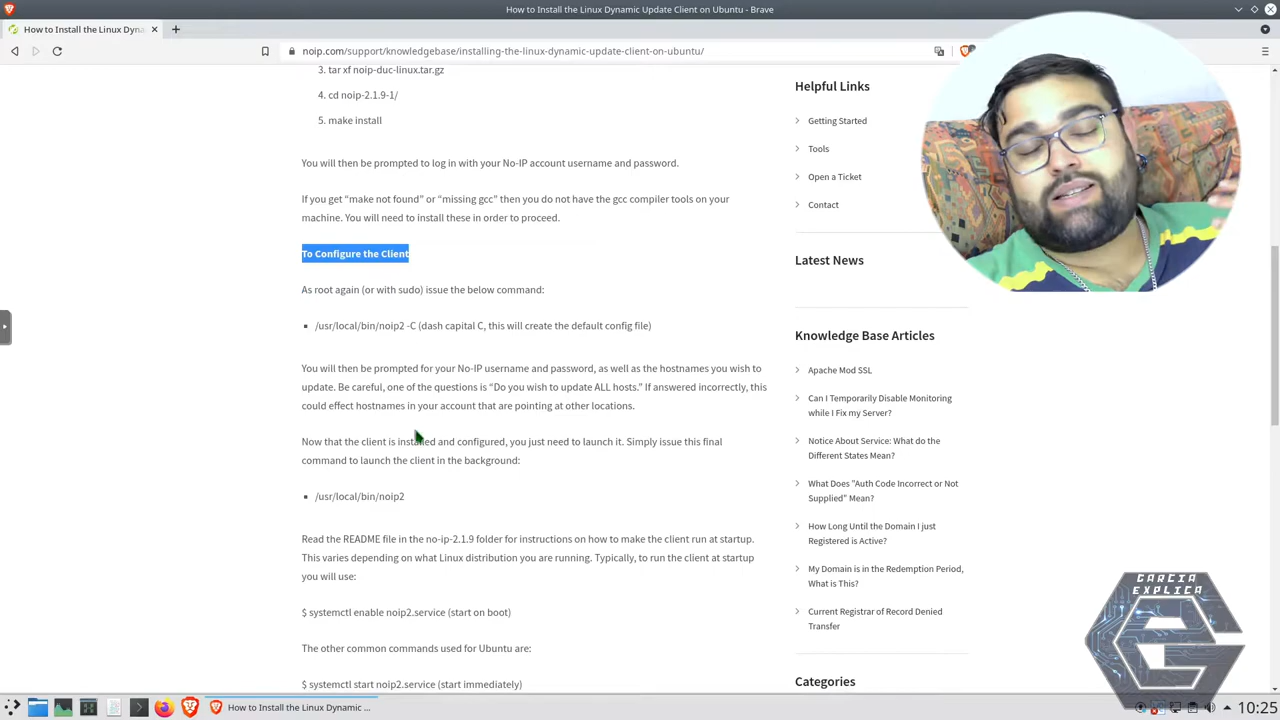 How to Install the Linux Dynamic Update Client on Ubuntu - Brave
How to Install the Linux Dyna
noip.com/support/knowledgebase/installing-the-linux-dynamic-update-client-on-ubuntu/
3. tar xf noip-duc-linux.tar.gz
4. cd noip-2.1.9-1/
5. make install
You will then be prompted to log in with your No-IP account username and password.
If you get “make not found” or “missing gcc” then you do not have the gcc compiler tools on your
machine. You will need to install these in order to proceed.
To Configure the Client
As root again (or with sudo) issue the below command:
/usr/local/bin/noip2 -C (dash capital C, this will create the default config file)
You will then be prompted for your No-IP username and password, as well as the hostnames you wish to
update. Be careful, one of the questions is “Do you wish to update ALL hosts.” If answered incorrectly, this
could effect hostnames in your account that are pointing at other locations.
Now that the client is installed and configured, you just need to launch it. Simply issue this final
command to launch the client in the background:
/usr/local/bin/noip2
Read the README file in the no-ip-2.1.9 folder for instructions on how to make the client run at startup.
This varies depending on what Linux distribution you are running. Typically, to run the client at startup
you will use:
$ systemctl enable noip2.service (start on boot)
The other common commands used for Ubuntu are:
$ systemctl start noip2.service (start immediately)
Helpful Links
Getting Started
Tools
Open a Ticket
Contact
Latest News
Knowledge Base Articles
Apache Mod SSL
Can I Temporarily Disable Monitoring
while I Fix my Server?
Notice About Service: What do the
Different States Mean?
What Does "Auth Code Incorrect or Not
Supplied" Mean?
How Long Until the Domain I just
Registered is Active?
My Domain is in the Redemption Period,
What is This?
Current Registrar of Record Denied
Transfer
Categories
GARCIA
EXPLICA
How to Install the Linux Dynamic ...
10:25